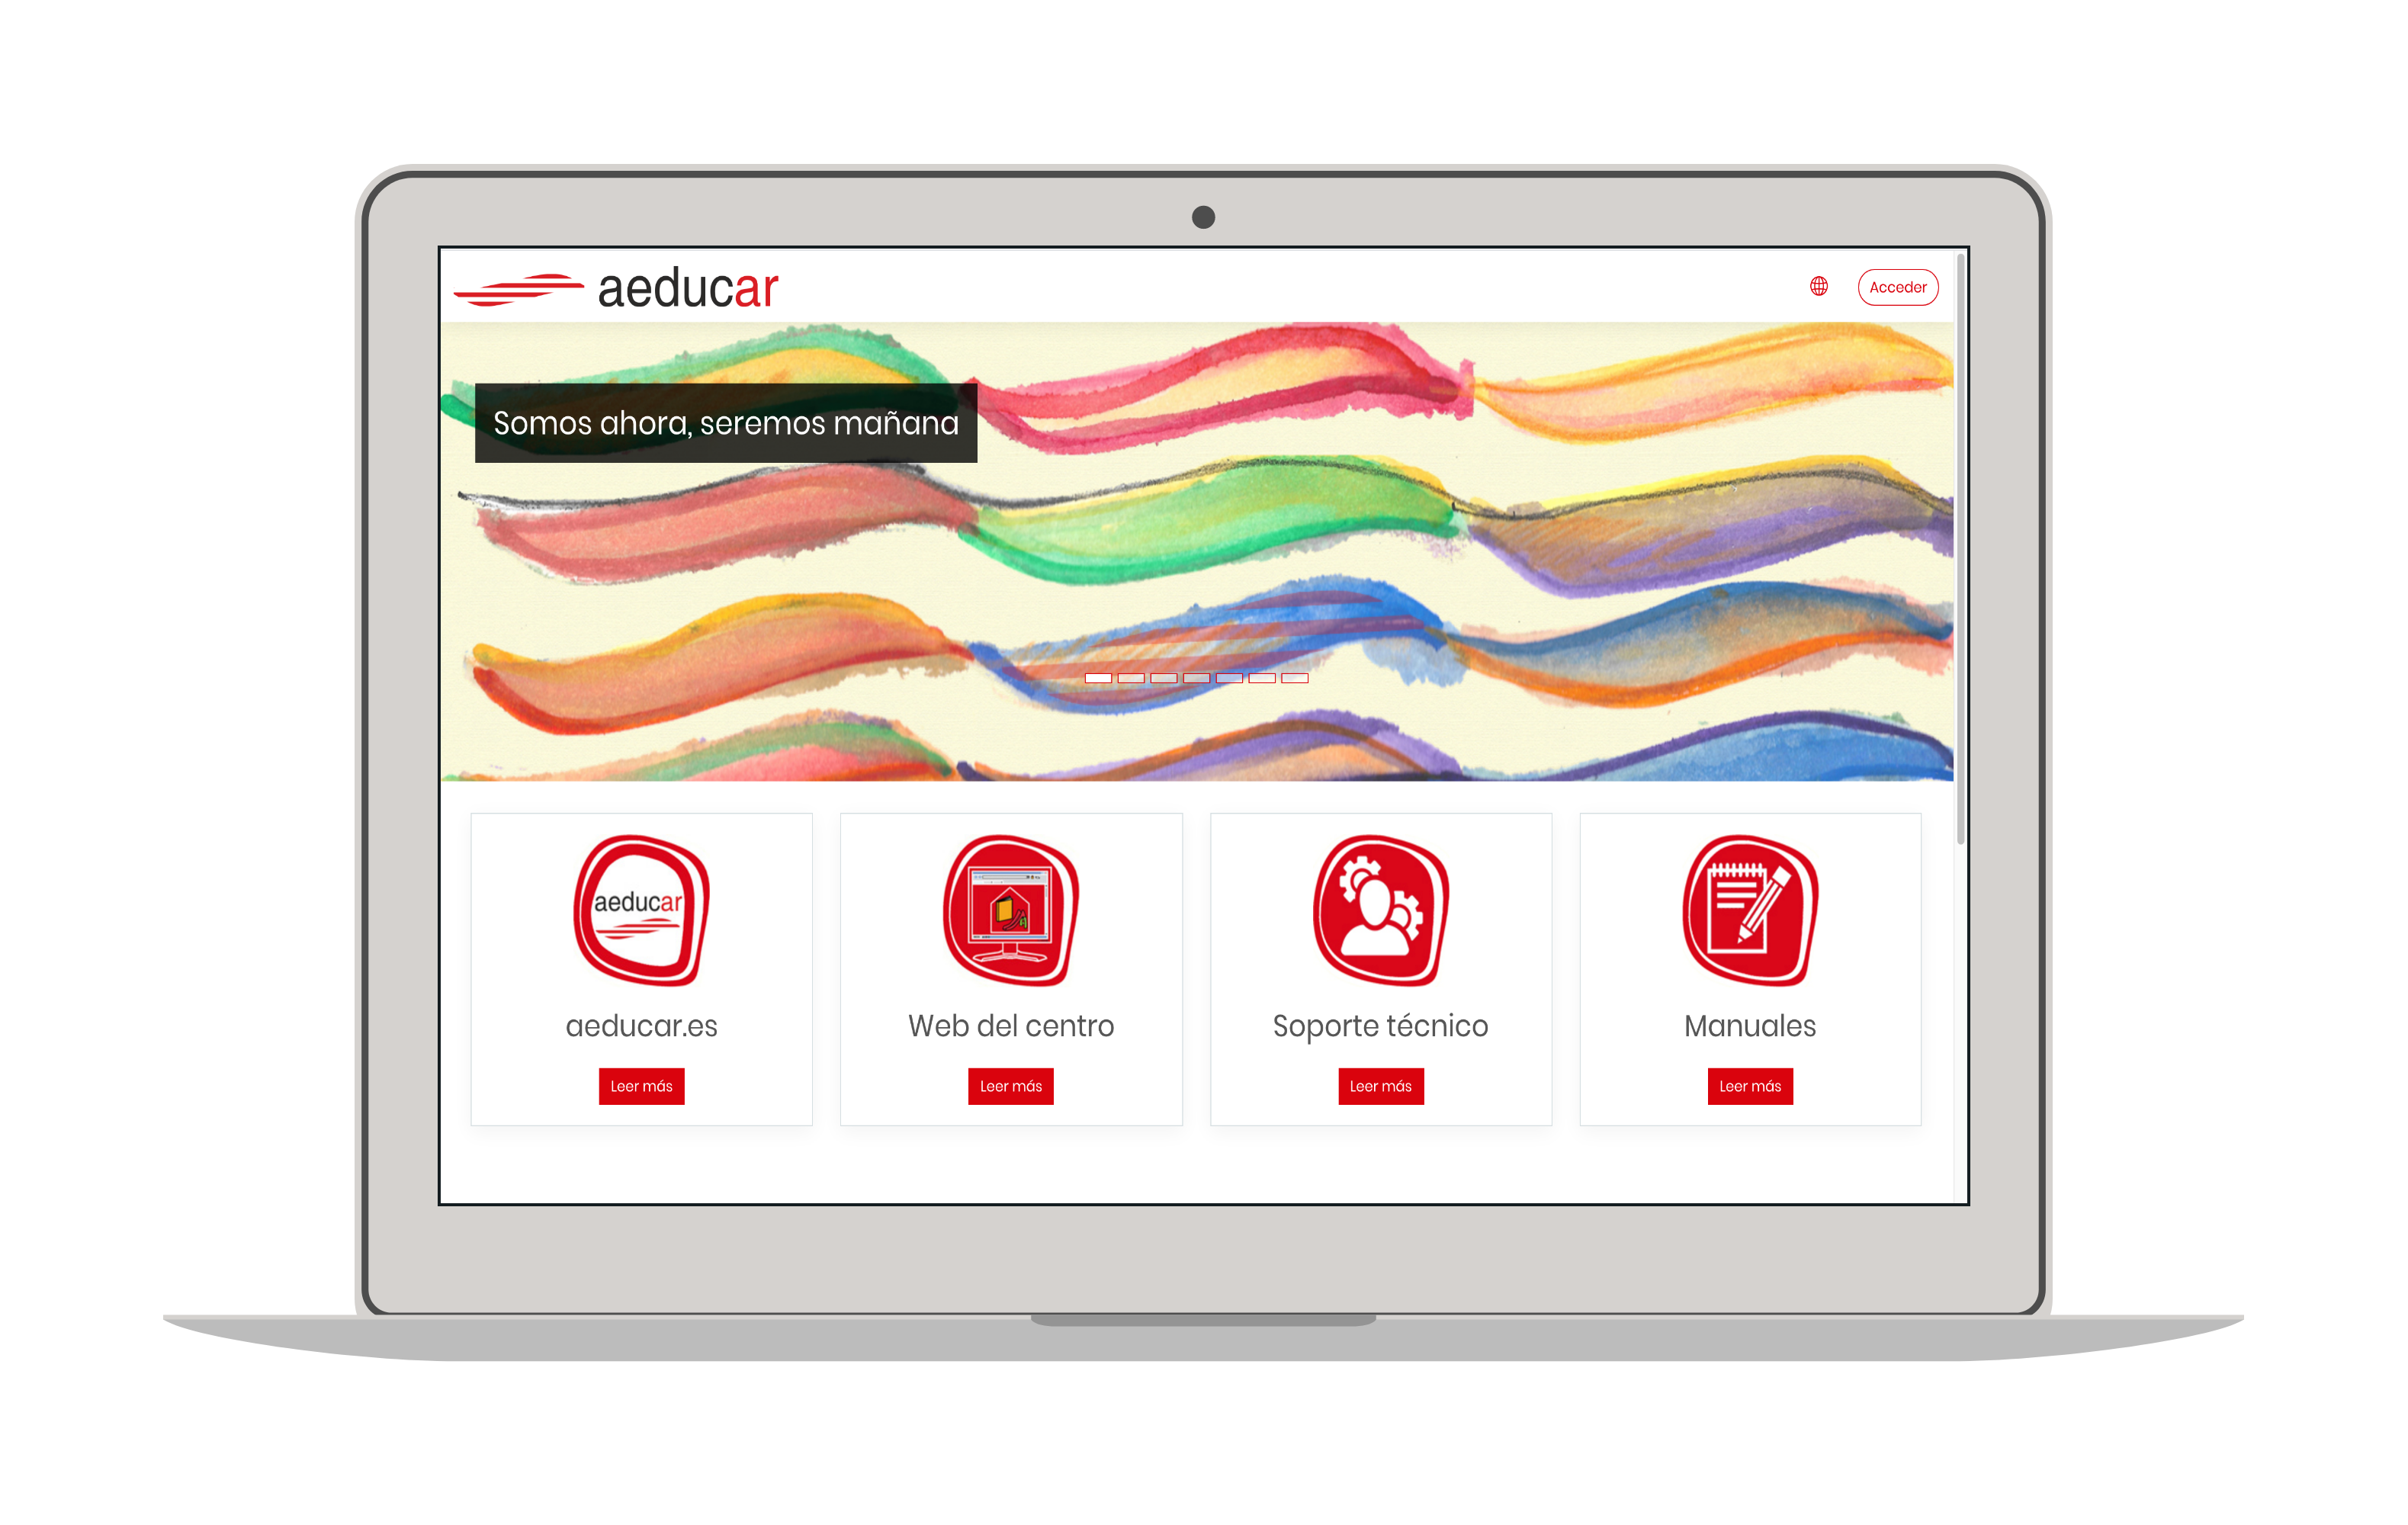 aeducar
Acceder
Somos ahora, seremos mañana
aeducar
aeducar.es
Leer más
Web del centro
Leer más
Soporte técnico
Leer más
Manuales
Leer más